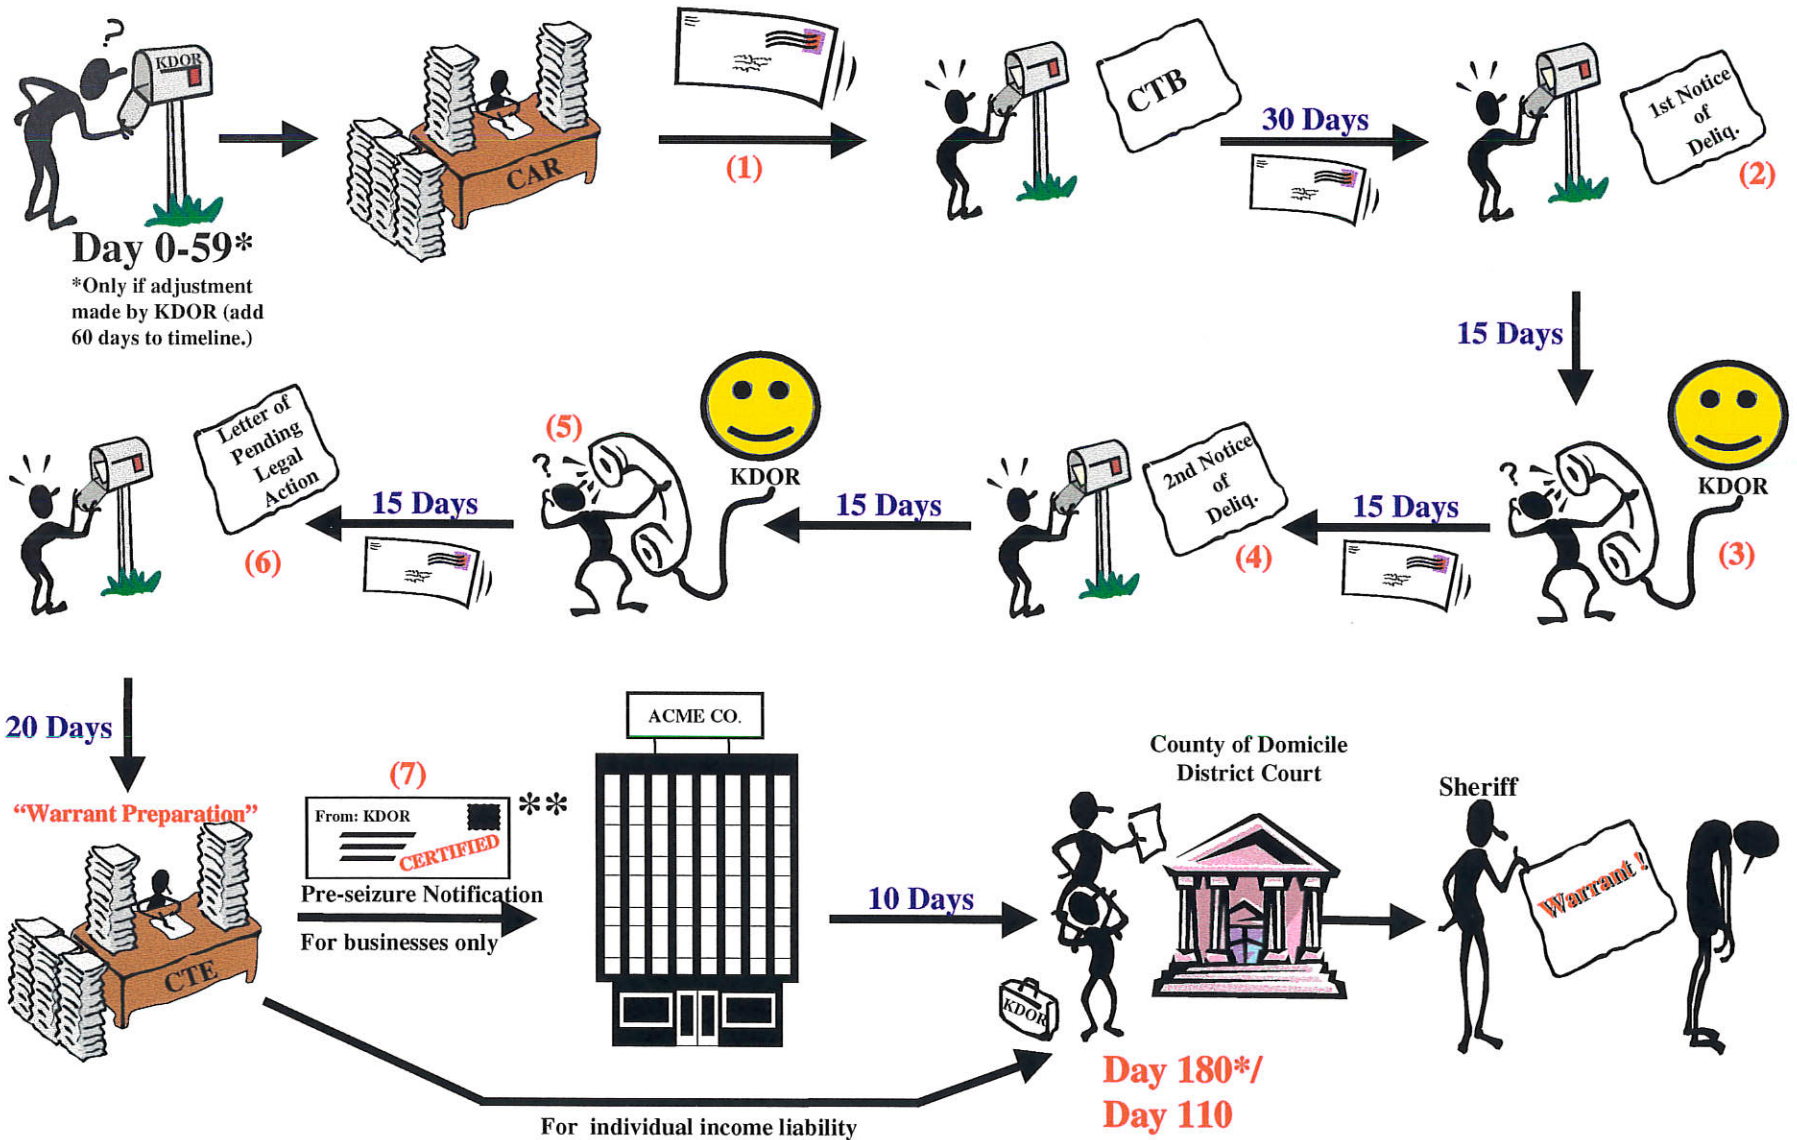 KDOR
?
CAR
(1)
CTB
30 Days
1st Notice
of
Deliq.
(2)
Day 0-59*
*Only if adjustment
made by KDOR (add
60 days to timeline.)
15 Days
?
KDOR
(3)
15 Days
2nd Notice
of
Deliq.
(4)
15 Days
KDOR
(5)
?
15 Days
Letter of
Pending
Legal
Action
(6)
20 Days
"Warrant Preparation"
CTE
(7)
From: KDOR
CERTIFIED
**
Pre-seizure Notification
For businesses only
ACME CO.
10 Days
County of Domicile
District Court
KDOR
Day 180*/
Day 110
For individual income liability
Sheriff
Warrant !